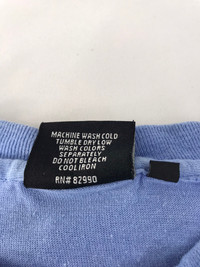 MACHINE WASH COLD
TUMBLE DRY LOW
WASH COLORS
SEPARATELY
DO NOT BLEACH
COOL IRON
RN# 82990